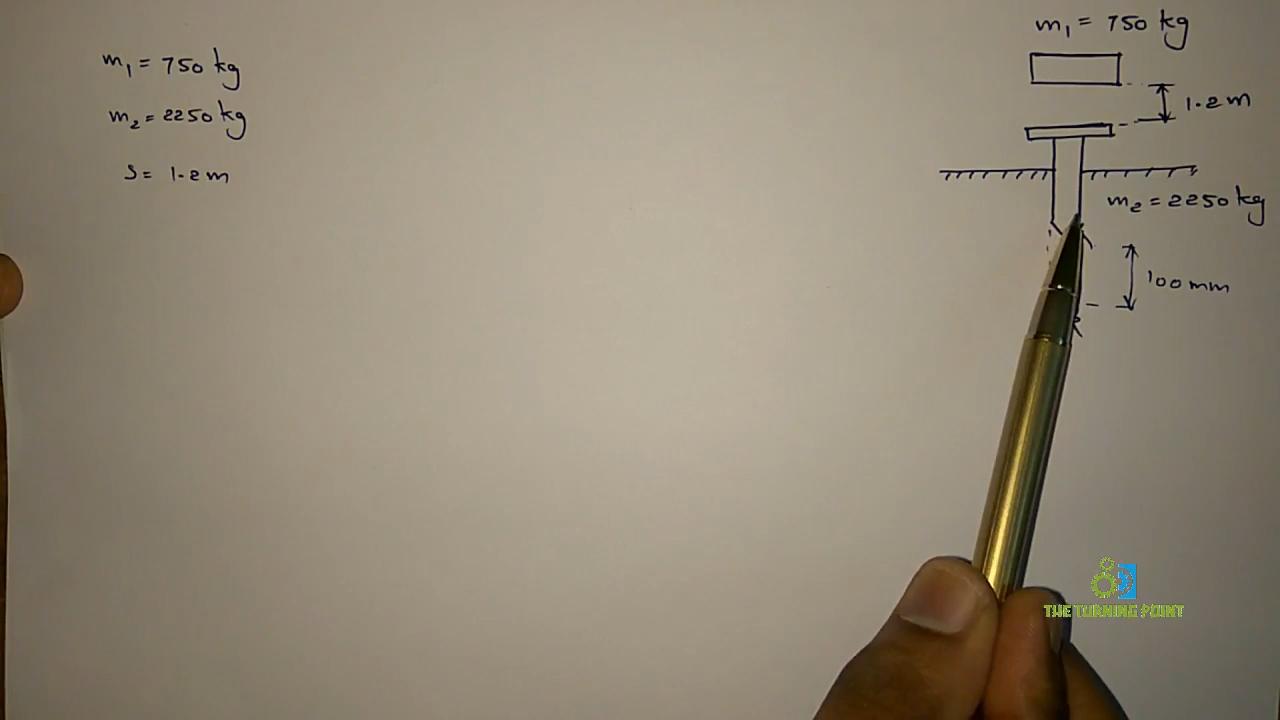 m₁ = 750 kg
m₂ = 2250 kg
s = 1.2 m
m₁ = 750 kg
1.2 m
m₂ = 2250 kg
100 mm
THE TURNING POINT